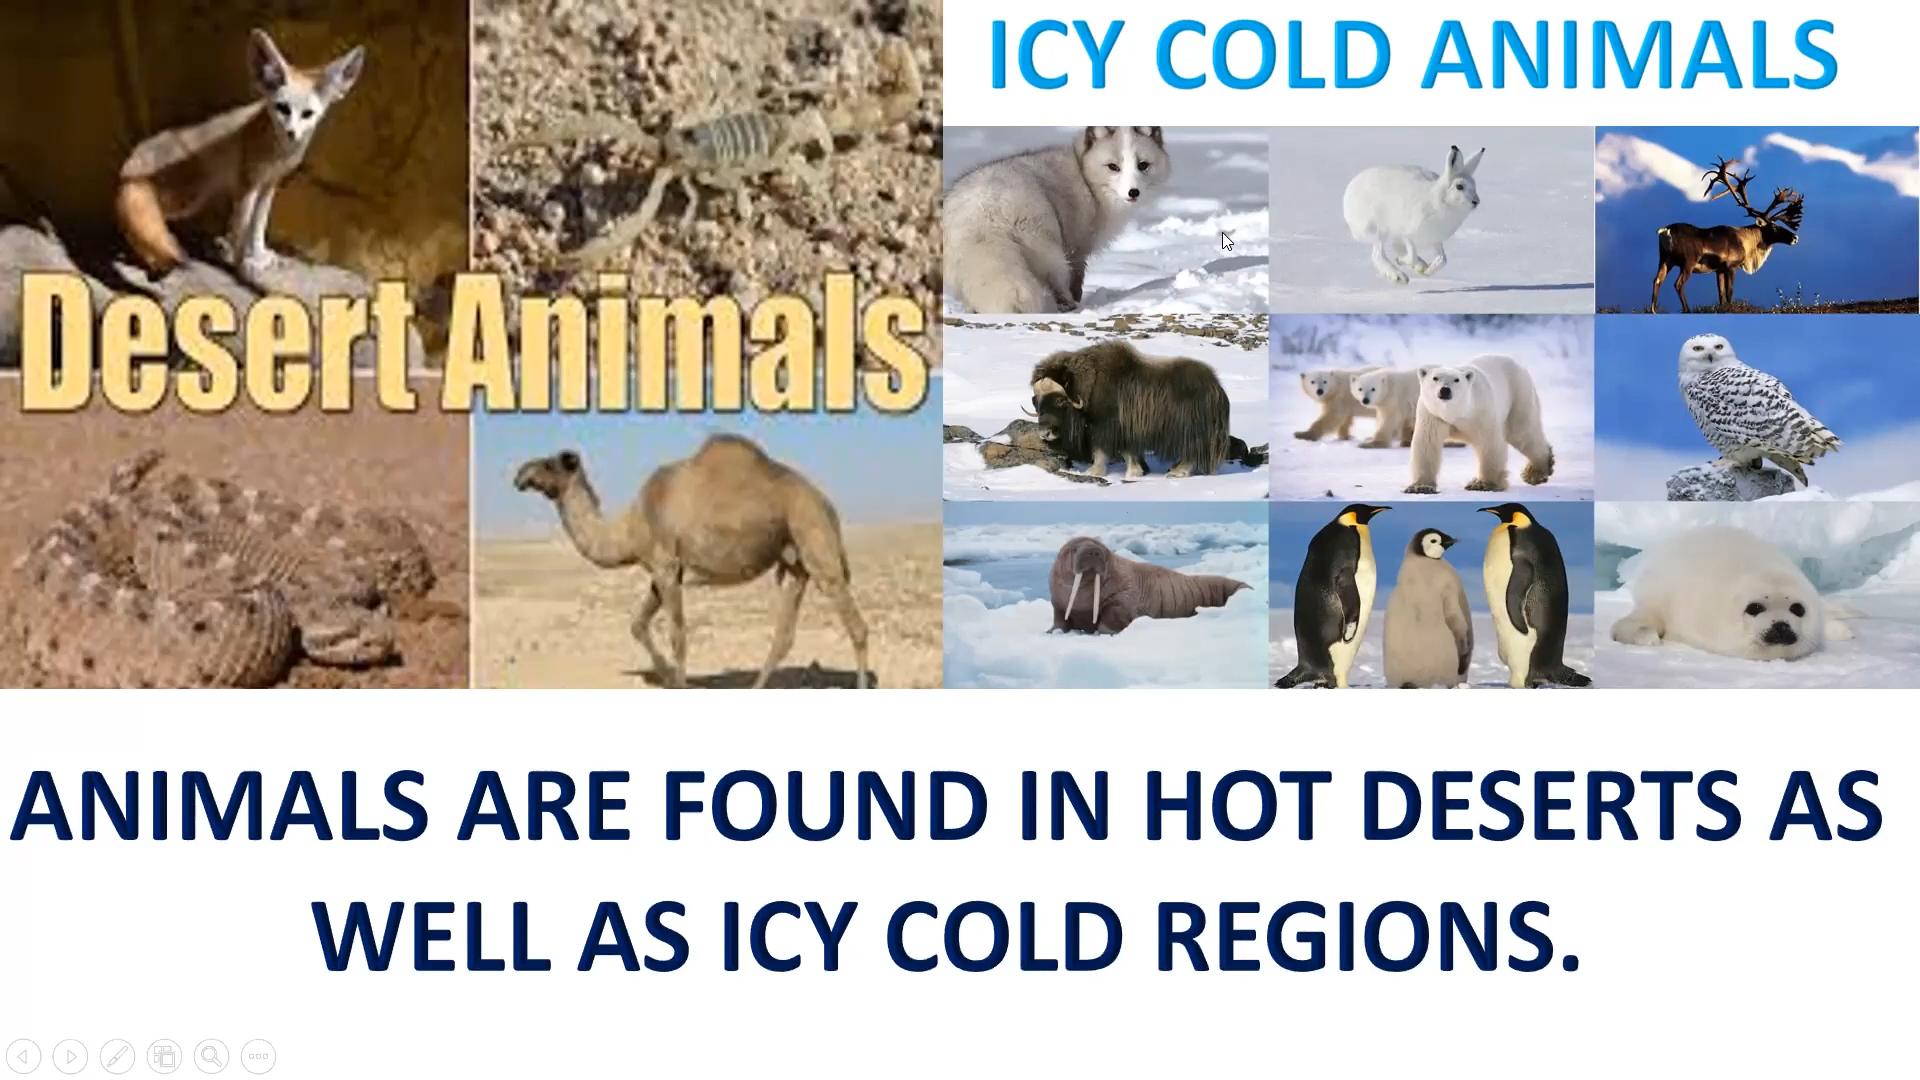 ICY COLD ANIMALS
Desert Animals
ANIMALS ARE FOUND IN HOT DESERTS AS
WELL AS ICY COLD REGIONS.